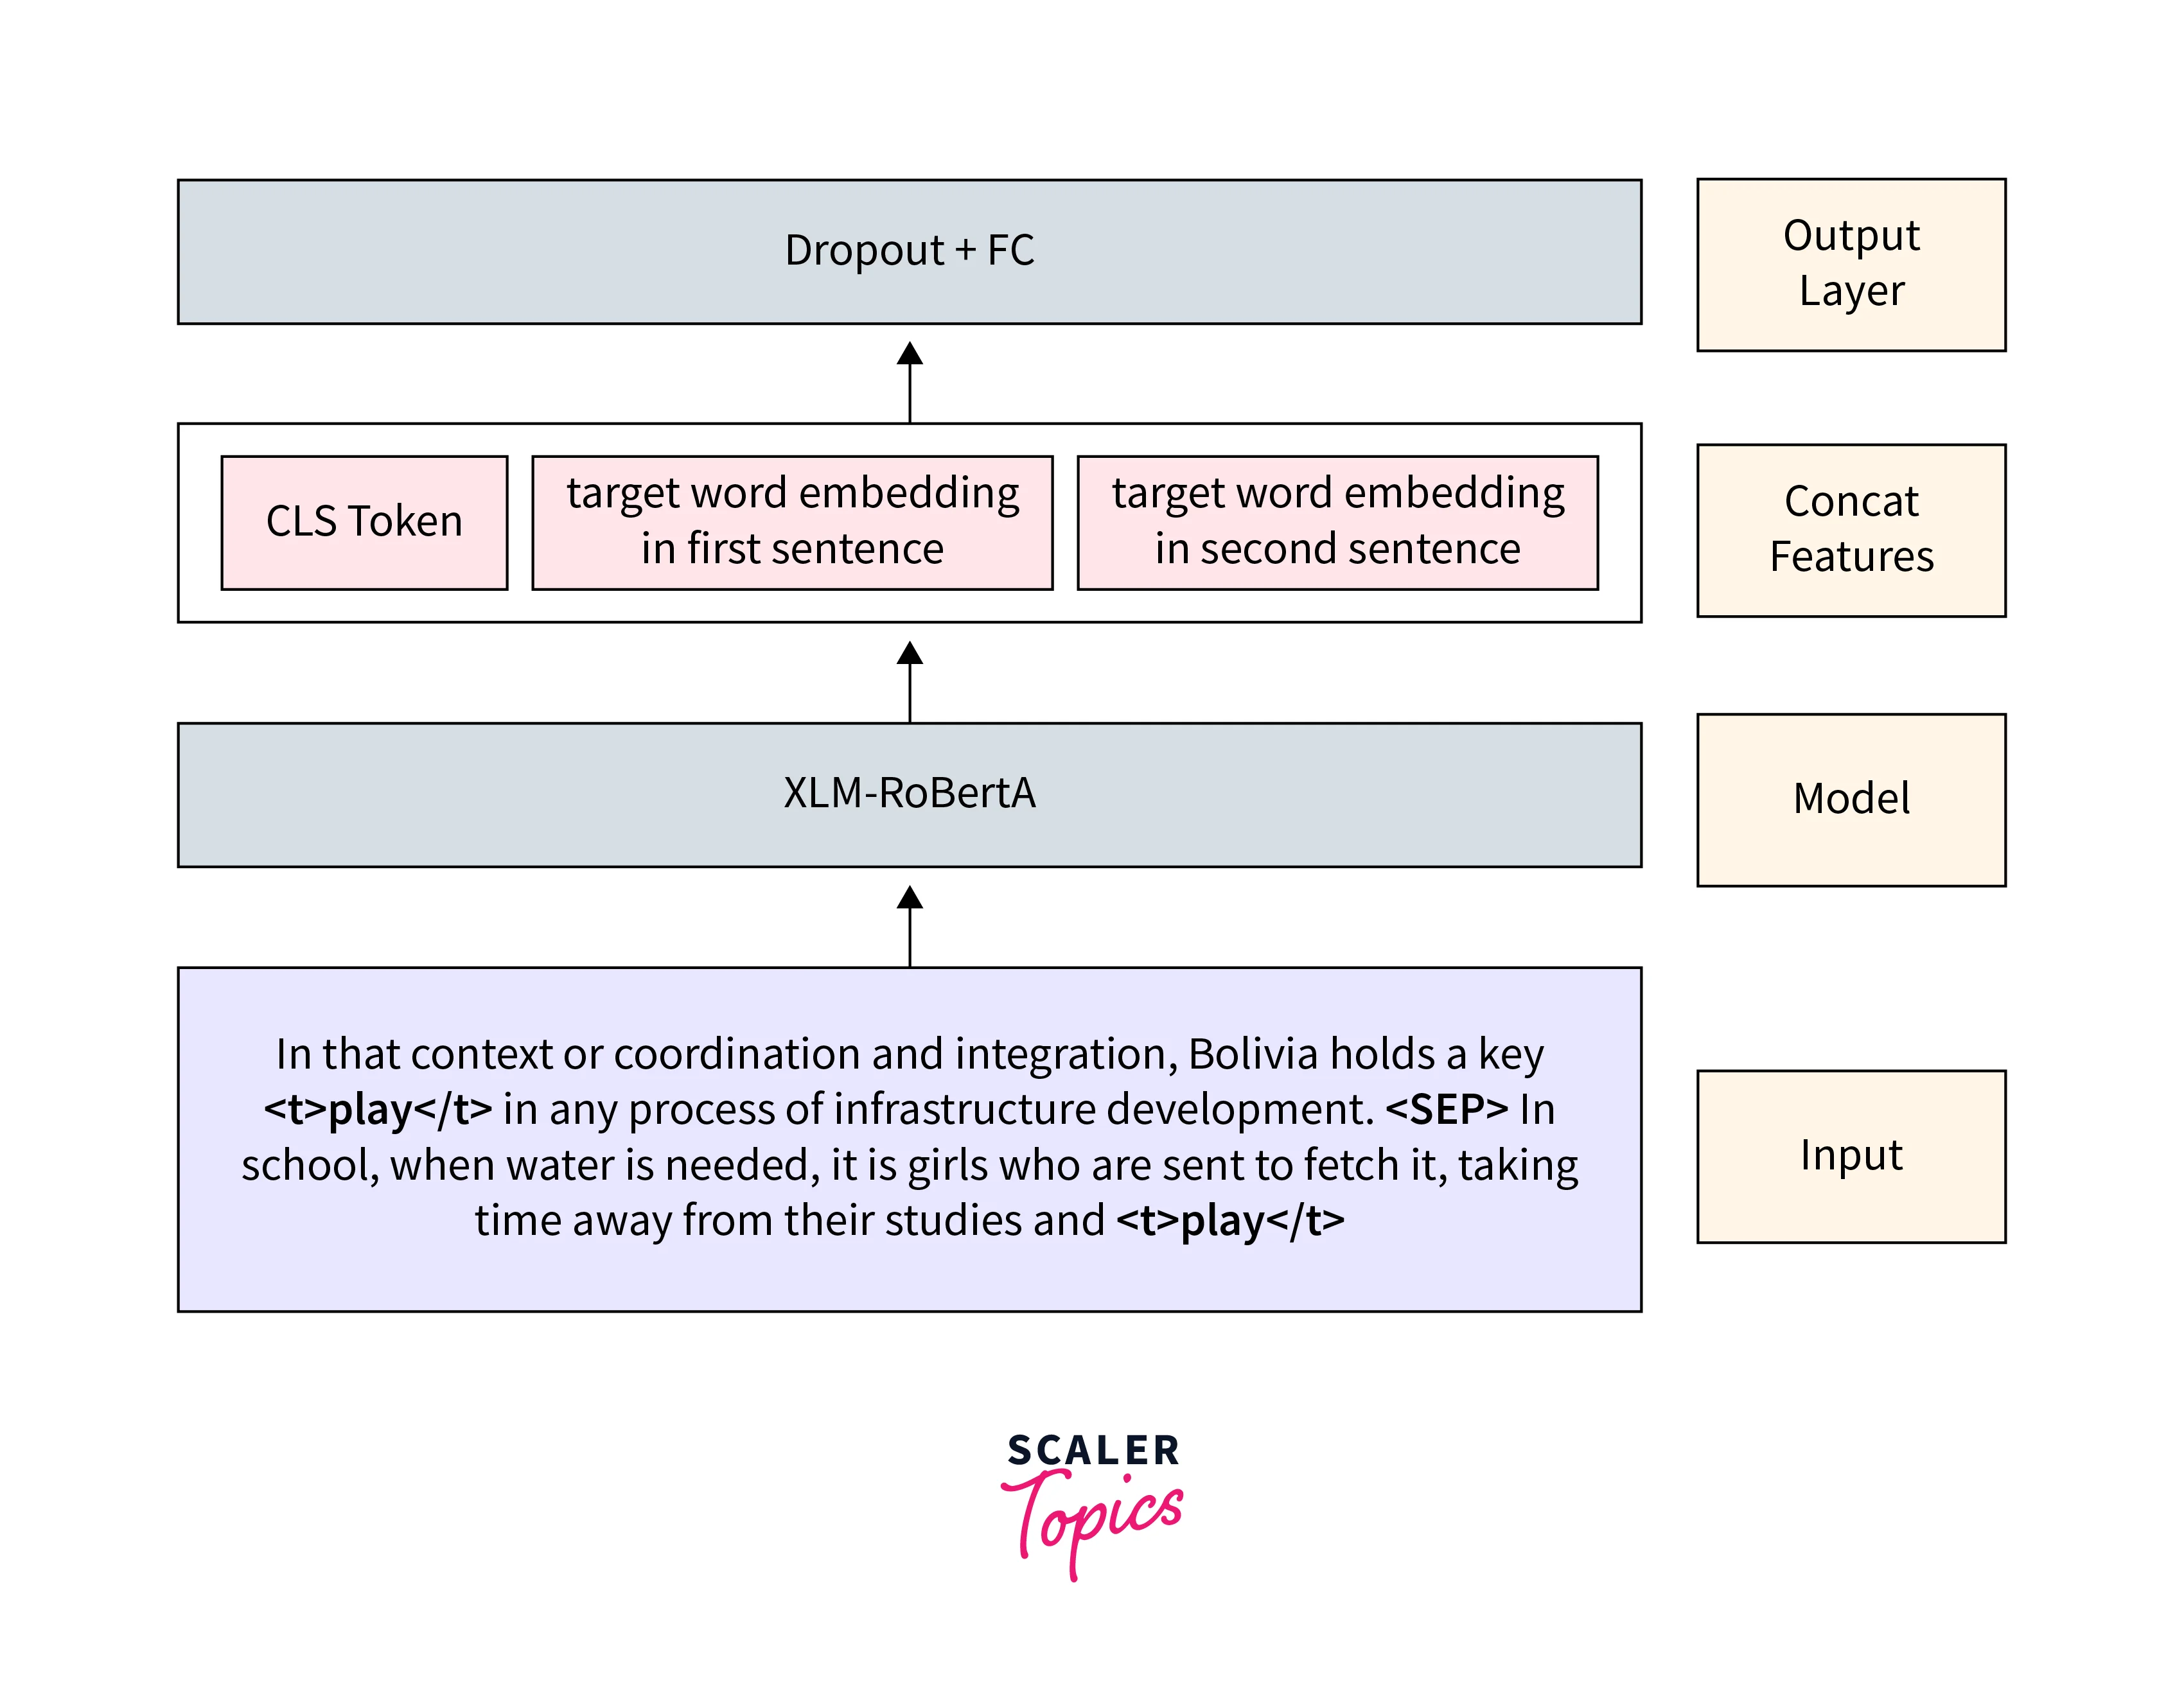 Dropout + FC
Output
Layer
CLS Token
target word embedding
in first sentence
target word embedding
in second sentence
Concat
Features
XLM-RoBertA
Model
In that context or coordination and integration, Bolivia holds a key
<t>play</t> in any process of infrastructure development. <SEP> In
school, when water is needed, it is girls who are sent to fetch it, taking
time away from their studies and <t>play</t>
Input
SCALER
Topics